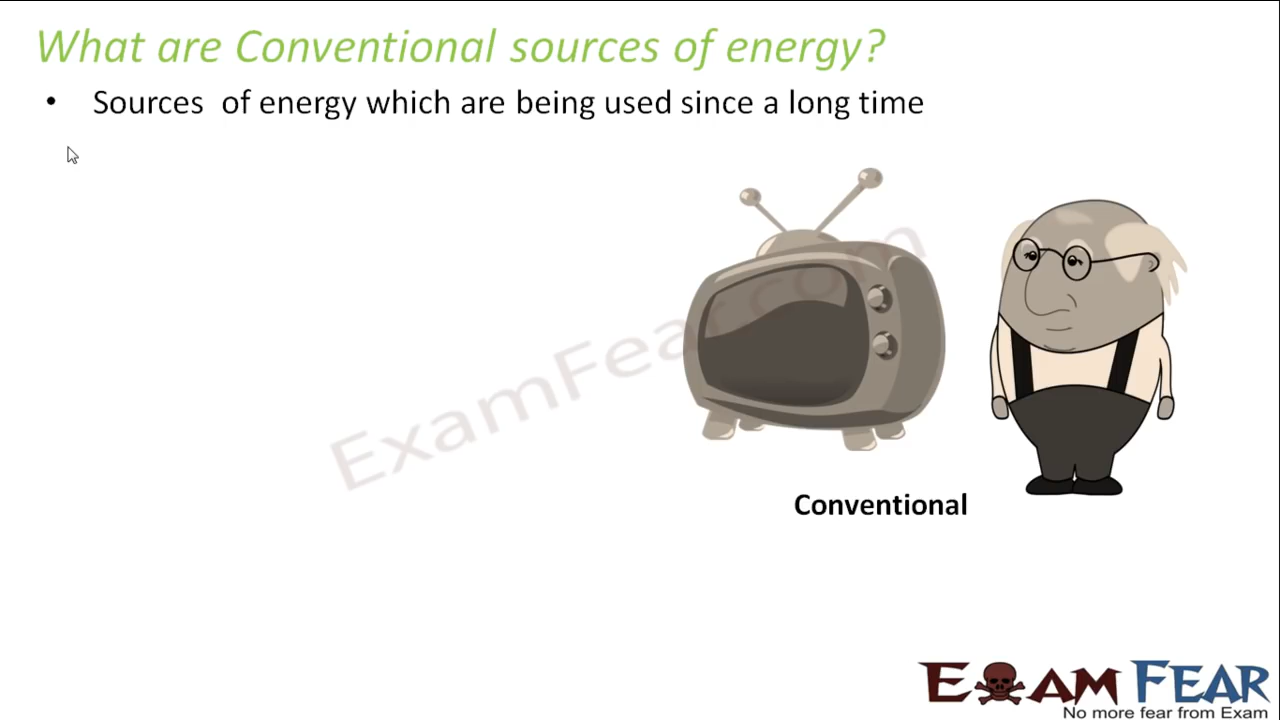 What are Conventional sources of energy?
• Sources of energy which are being used since a long time
ExamFear.com
Conventional
EXAM FEAR
No more fear from Exam